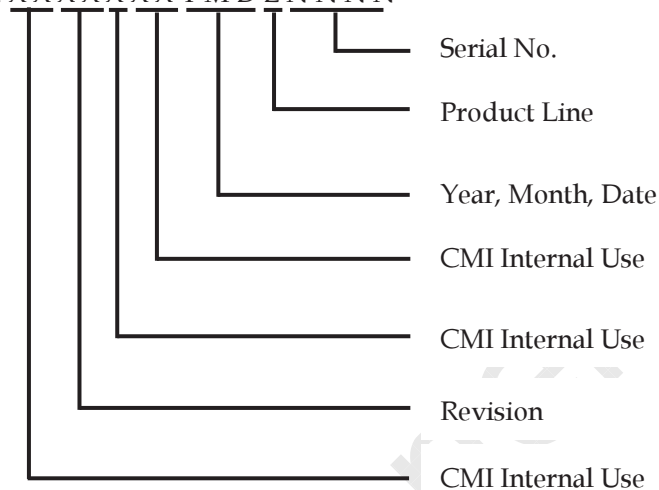 Serial No.
Product Line
Year, Month, Date
CMI Internal Use
CMI Internal Use
Revision
CMI Internal Use